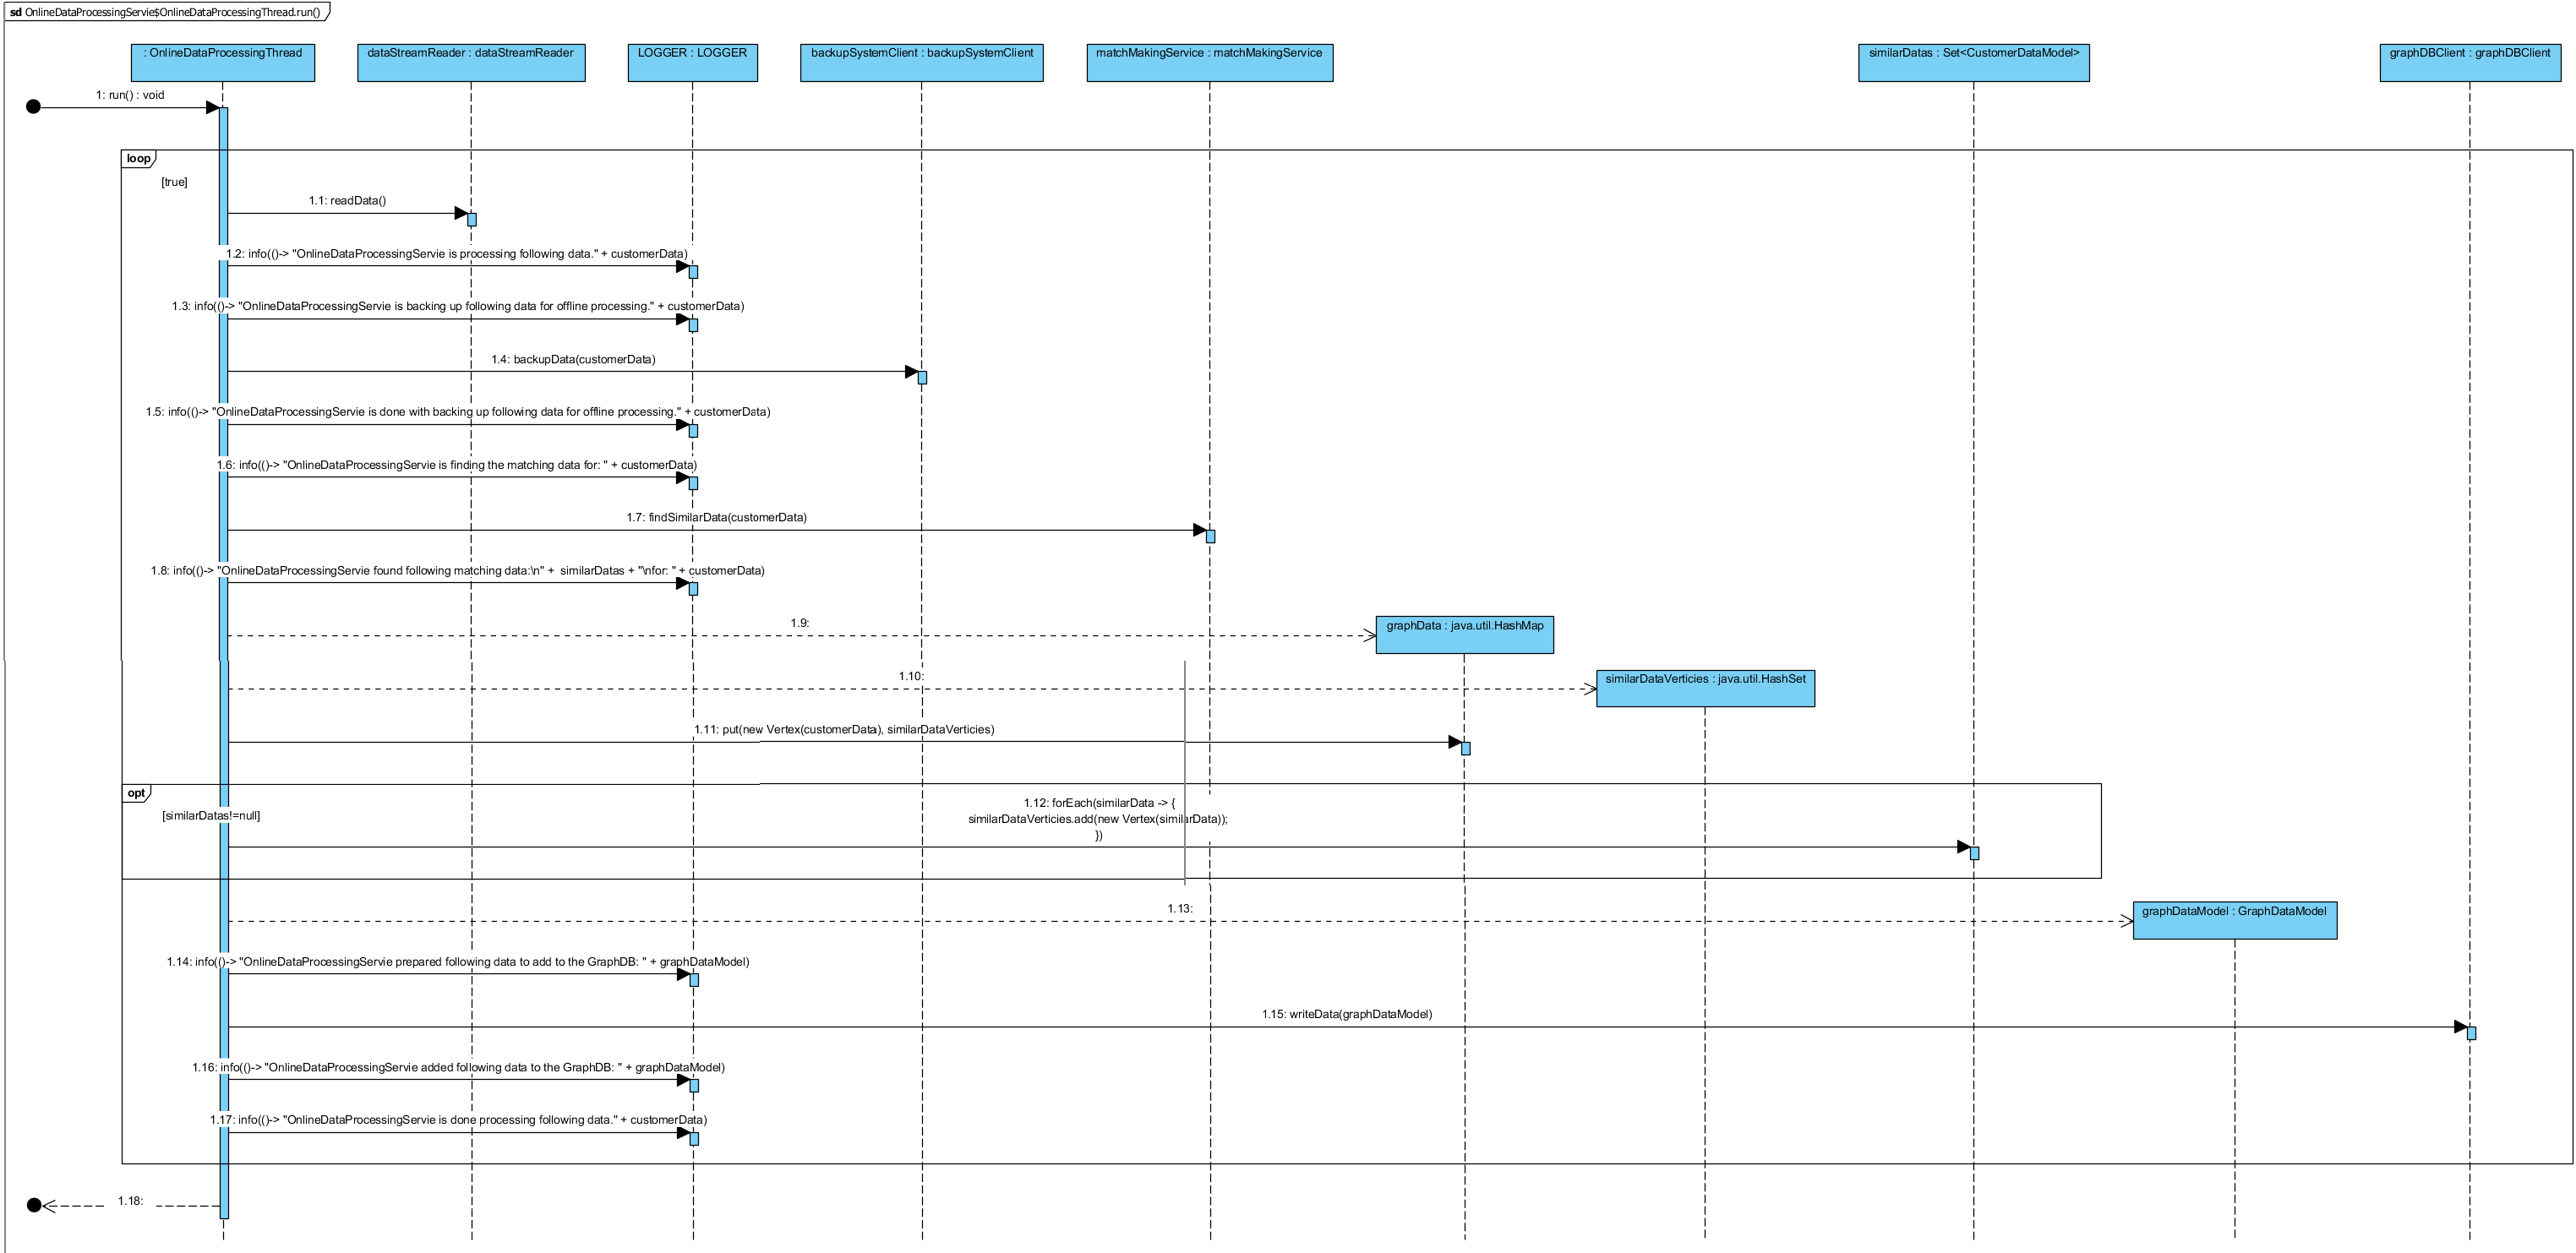 sd OnlineDataProcessingServie$OnlineDataProcessingThread.run()
: OnlineDataProcessingThread
dataStreamReader : dataStreamReader
LOGGER : LOGGER
backupSystemClient : backupSystemClient
matchMakingService : matchMakingService
similarDatas : Set<CustomerDataModel>
graphDBClient : graphDBClient
1: run() : void
loop
[true]
1.1: readData()
1.2: info(()-> "OnlineDataProcessingServie is processing following data." + customerData)
1.3: info(()-> "OnlineDataProcessingServie is backing up following data for offline processing." + customerData)
1.4: backupData(customerData)
1.5: info(()-> "OnlineDataProcessingServie is done with backing up following data for offline processing." + customerData)
1.6: info(()-> "OnlineDataProcessingServie is finding the matching data for: " + customerData)
1.7: findSimilarData(customerData)
1.8: info(()-> "OnlineDataProcessingServie found following matching data:\n" +  similarDatas + "\nfor: " + customerData)
1.9:
graphData : java.util.HashMap
1.10:
similarDataVerticies : java.util.HashSet
1.11: put(new Vertex(customerData), similarDataVerticies)
opt
[similarDatas!=null]
1.12: forEach(similarData -> {
similarDataVerticies.add(new Vertex(similarData));
})
1.13:
graphDataModel : GraphDataModel
1.14: info(()-> "OnlineDataProcessingServie prepared following data to add to the GraphDB: " + graphDataModel)
1.15: writeData(graphDataModel)
1.16: info(()-> "OnlineDataProcessingServie added following data to the GraphDB: " + graphDataModel)
1.17: info(()-> "OnlineDataProcessingServie is done processing following data." + customerData)
1.18: